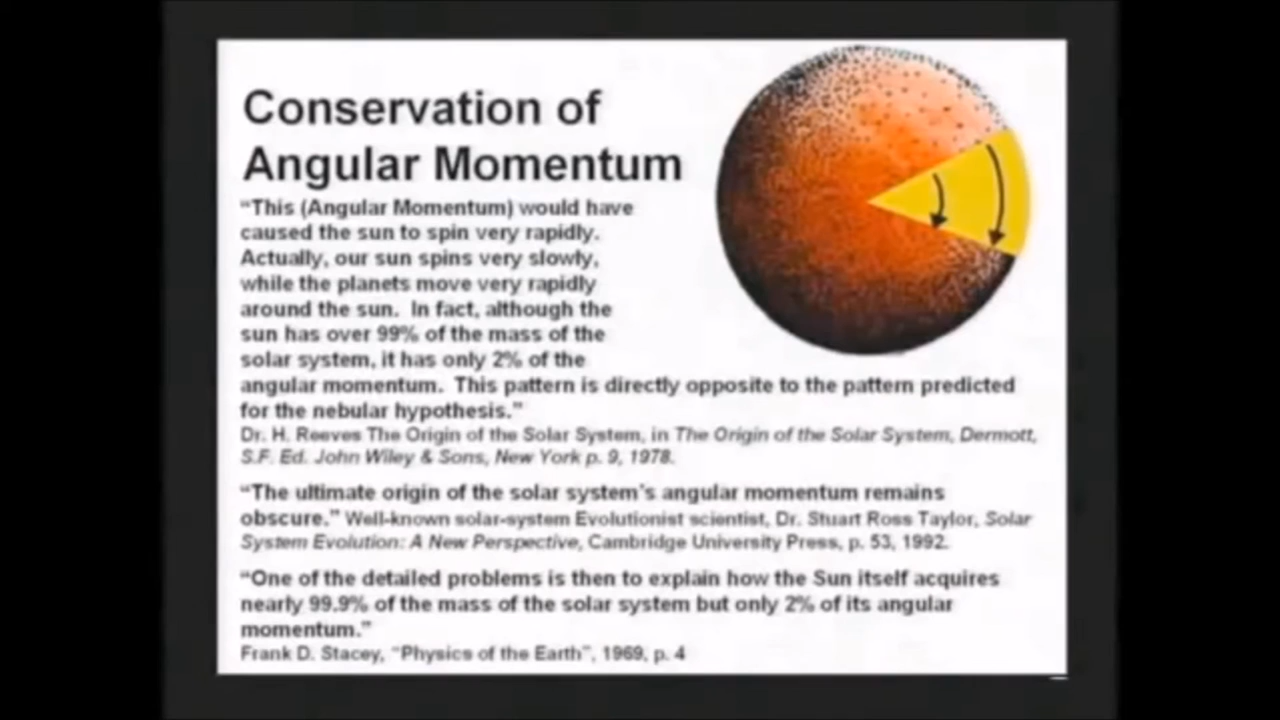 Conservation of
Angular Momentum
“This (Angular Momentum) would have
caused the sun to spin very rapidly.
Actually, our sun spins very slowly,
while the planets move very rapidly
around the sun. In fact, although the
sun has over 99% of the mass of the
solar system, it has only 2% of the
angular momentum. This pattern is directly opposite to the pattern predicted
for the nebular hypothesis.”
Dr. H. Reeves The Origin of the Solar System, in The Origin of the Solar System, Dermott,
S.F. Ed. John Wiley & Sons, New York p. 9, 1978.
“The ultimate origin of the solar system’s angular momentum remains
obscure.” Well-known solar-system Evolutionist scientist, Dr. Stuart Ross Taylor, Solar
System Evolution: A New Perspective, Cambridge University Press, p. 53, 1992.
“One of the detailed problems is then to explain how the Sun itself acquires
nearly 99.9% of the mass of the solar system but only 2% of its angular
momentum.”
Frank D. Stacey, “Physics of the Earth”, 1969, p. 4